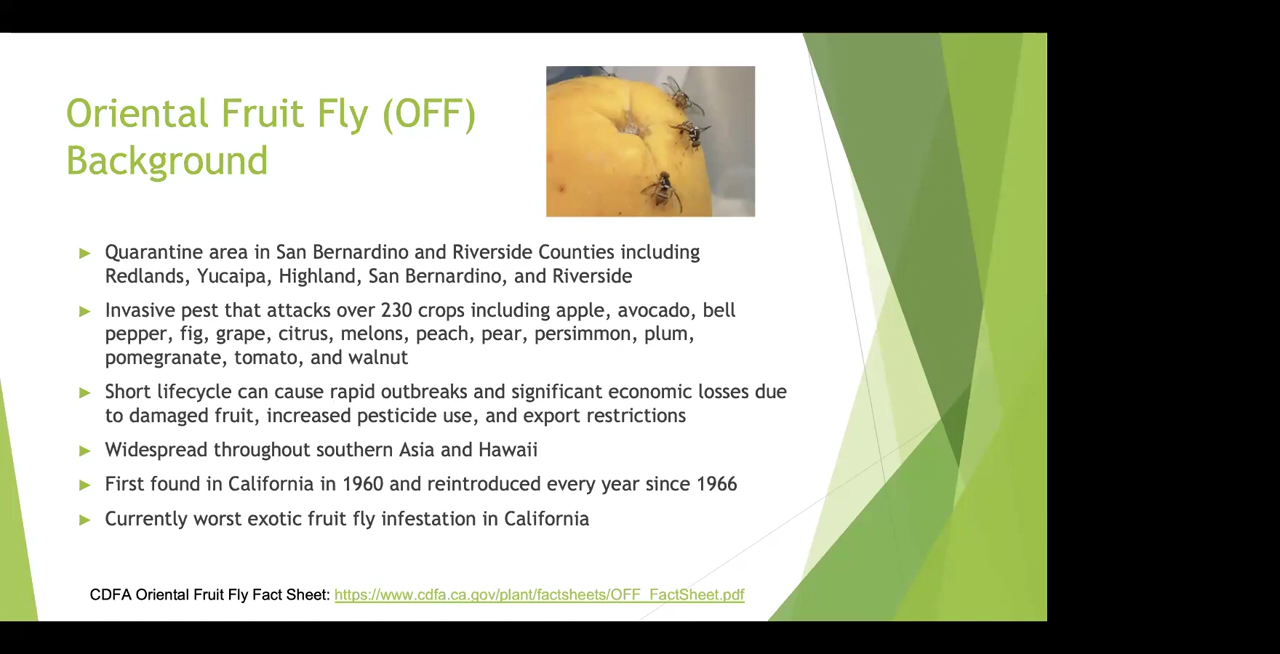 Oriental Fruit Fly (OFF)
Background
► Quarantine area in San Bernardino and Riverside Counties including
Redlands, Yucaipa, Highland, San Bernardino, and Riverside
► Invasive pest that attacks over 230 crops including apple, avocado, bell
pepper, fig, grape, citrus, melons, peach, pear, persimmon, plum,
pomegranate, tomato, and walnut
► Short lifecycle can cause rapid outbreaks and significant economic losses due
to damaged fruit, increased pesticide use, and export restrictions
► Widespread throughout southern Asia and Hawaii
► First found in California in 1960 and reintroduced every year since 1966
► Currently worst exotic fruit fly infestation in California
CDFA Oriental Fruit Fly Fact Sheet: https://www.cdfa.ca.gov/plant/factsheets/OFF_FactSheet.pdf